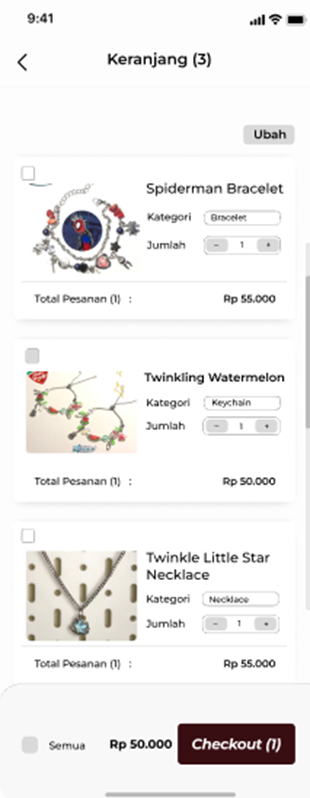 9:41
Keranjang (3)
Ubah
Spiderman Bracelet
Kategori Bracelet
Jumlah - 1 +
Total Pesanan (1) : Rp 55.000
Twinkling Watermelon
Kategori Keychain
Jumlah - 1 +
Total Pesanan (1) : Rp 50.000
Twinkle Little Star
Necklace
Kategori Necklace
Jumlah - 1 +
Total Pesanan (1) : Rp 55.000
Semua Rp 50.000 Checkout (1)